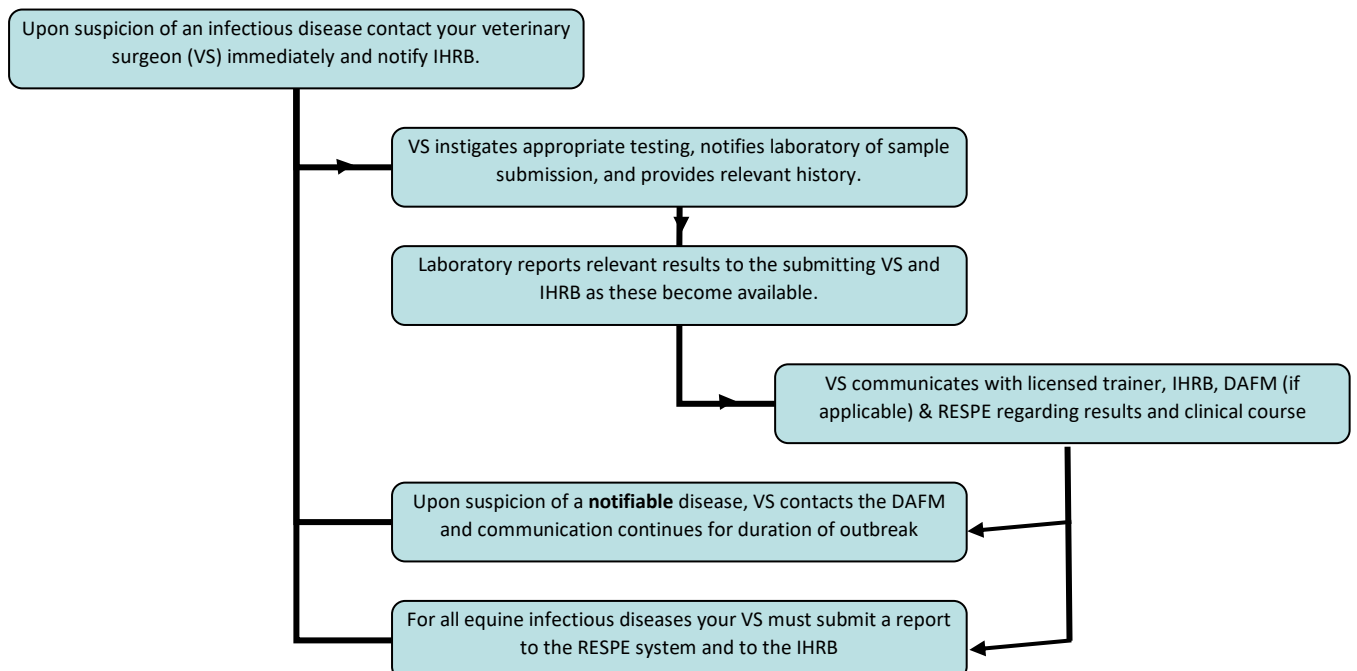 Upon suspicion of an infectious disease contact your veterinary
surgeon (VS) immediately and notify IHRB.
VS instigates appropriate testing, notifies laboratory of sample
submission, and provides relevant history.
Laboratory reports relevant results to the submitting VS and
IHRB as these become available.
VS communicates with licensed trainer, IHRB, DAFM (if
applicable) & RESPE regarding results and clinical course
Upon suspicion of a notifiable disease, VS contacts the DAFM
and communication continues for duration of outbreak
For all equine infectious diseases your VS must submit a report
to the RESPE system and to the IHRB